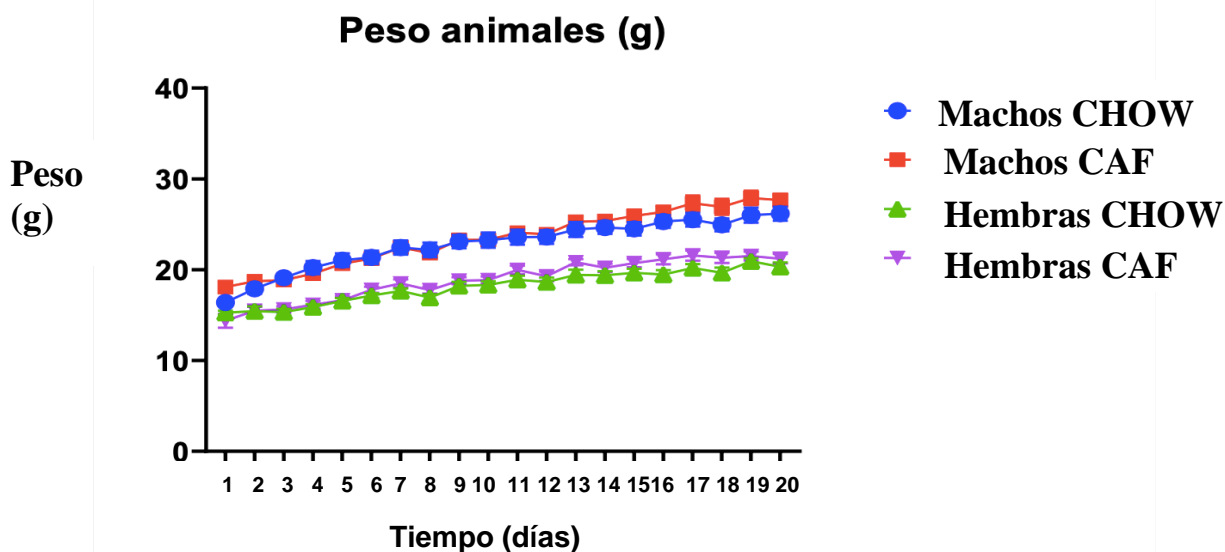 Peso animales (g)
Peso
(g)
40
30
20
10
0
1 2 3 4 5 6 7 8 9 10 11 12 13 14 15 16 17 18 19 20
Tiempo (días)
Machos CHOW
Machos CAF
Hembras CHOW
Hembras CAF